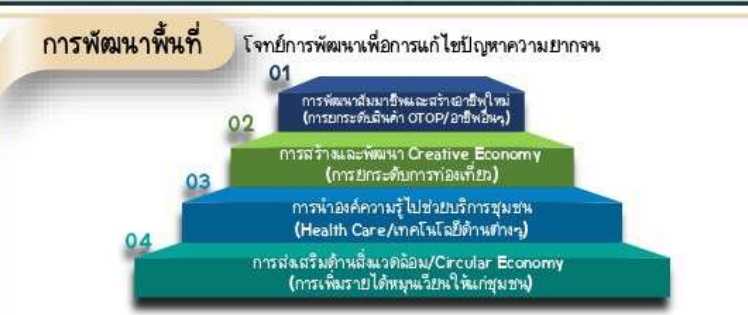 การพัฒนาพื้นที่
โจทย์การพัฒนาเพื่อการแก้ไขปัญหาความยากจน
01
การพัฒนาสัมมาชีพและสร้างอาชีพใหม่
(การยกระดับสินค้า OTOP/อาชีพอื่นๆ)
02
การสร้างและพัฒนา Creative Economy
(การยกระดับการท่องเที่ยว)
03
การนำองค์ความรู้ไปช่วยบริการชุมชน
(Health Care/เทคโนโลยีด้านต่างๆ)
04
การส่งเสริมด้านสิ่งแวดล้อม/Circular Economy
(การเพิ่มรายได้หมุนเวียนให้แก่ชุมชน)